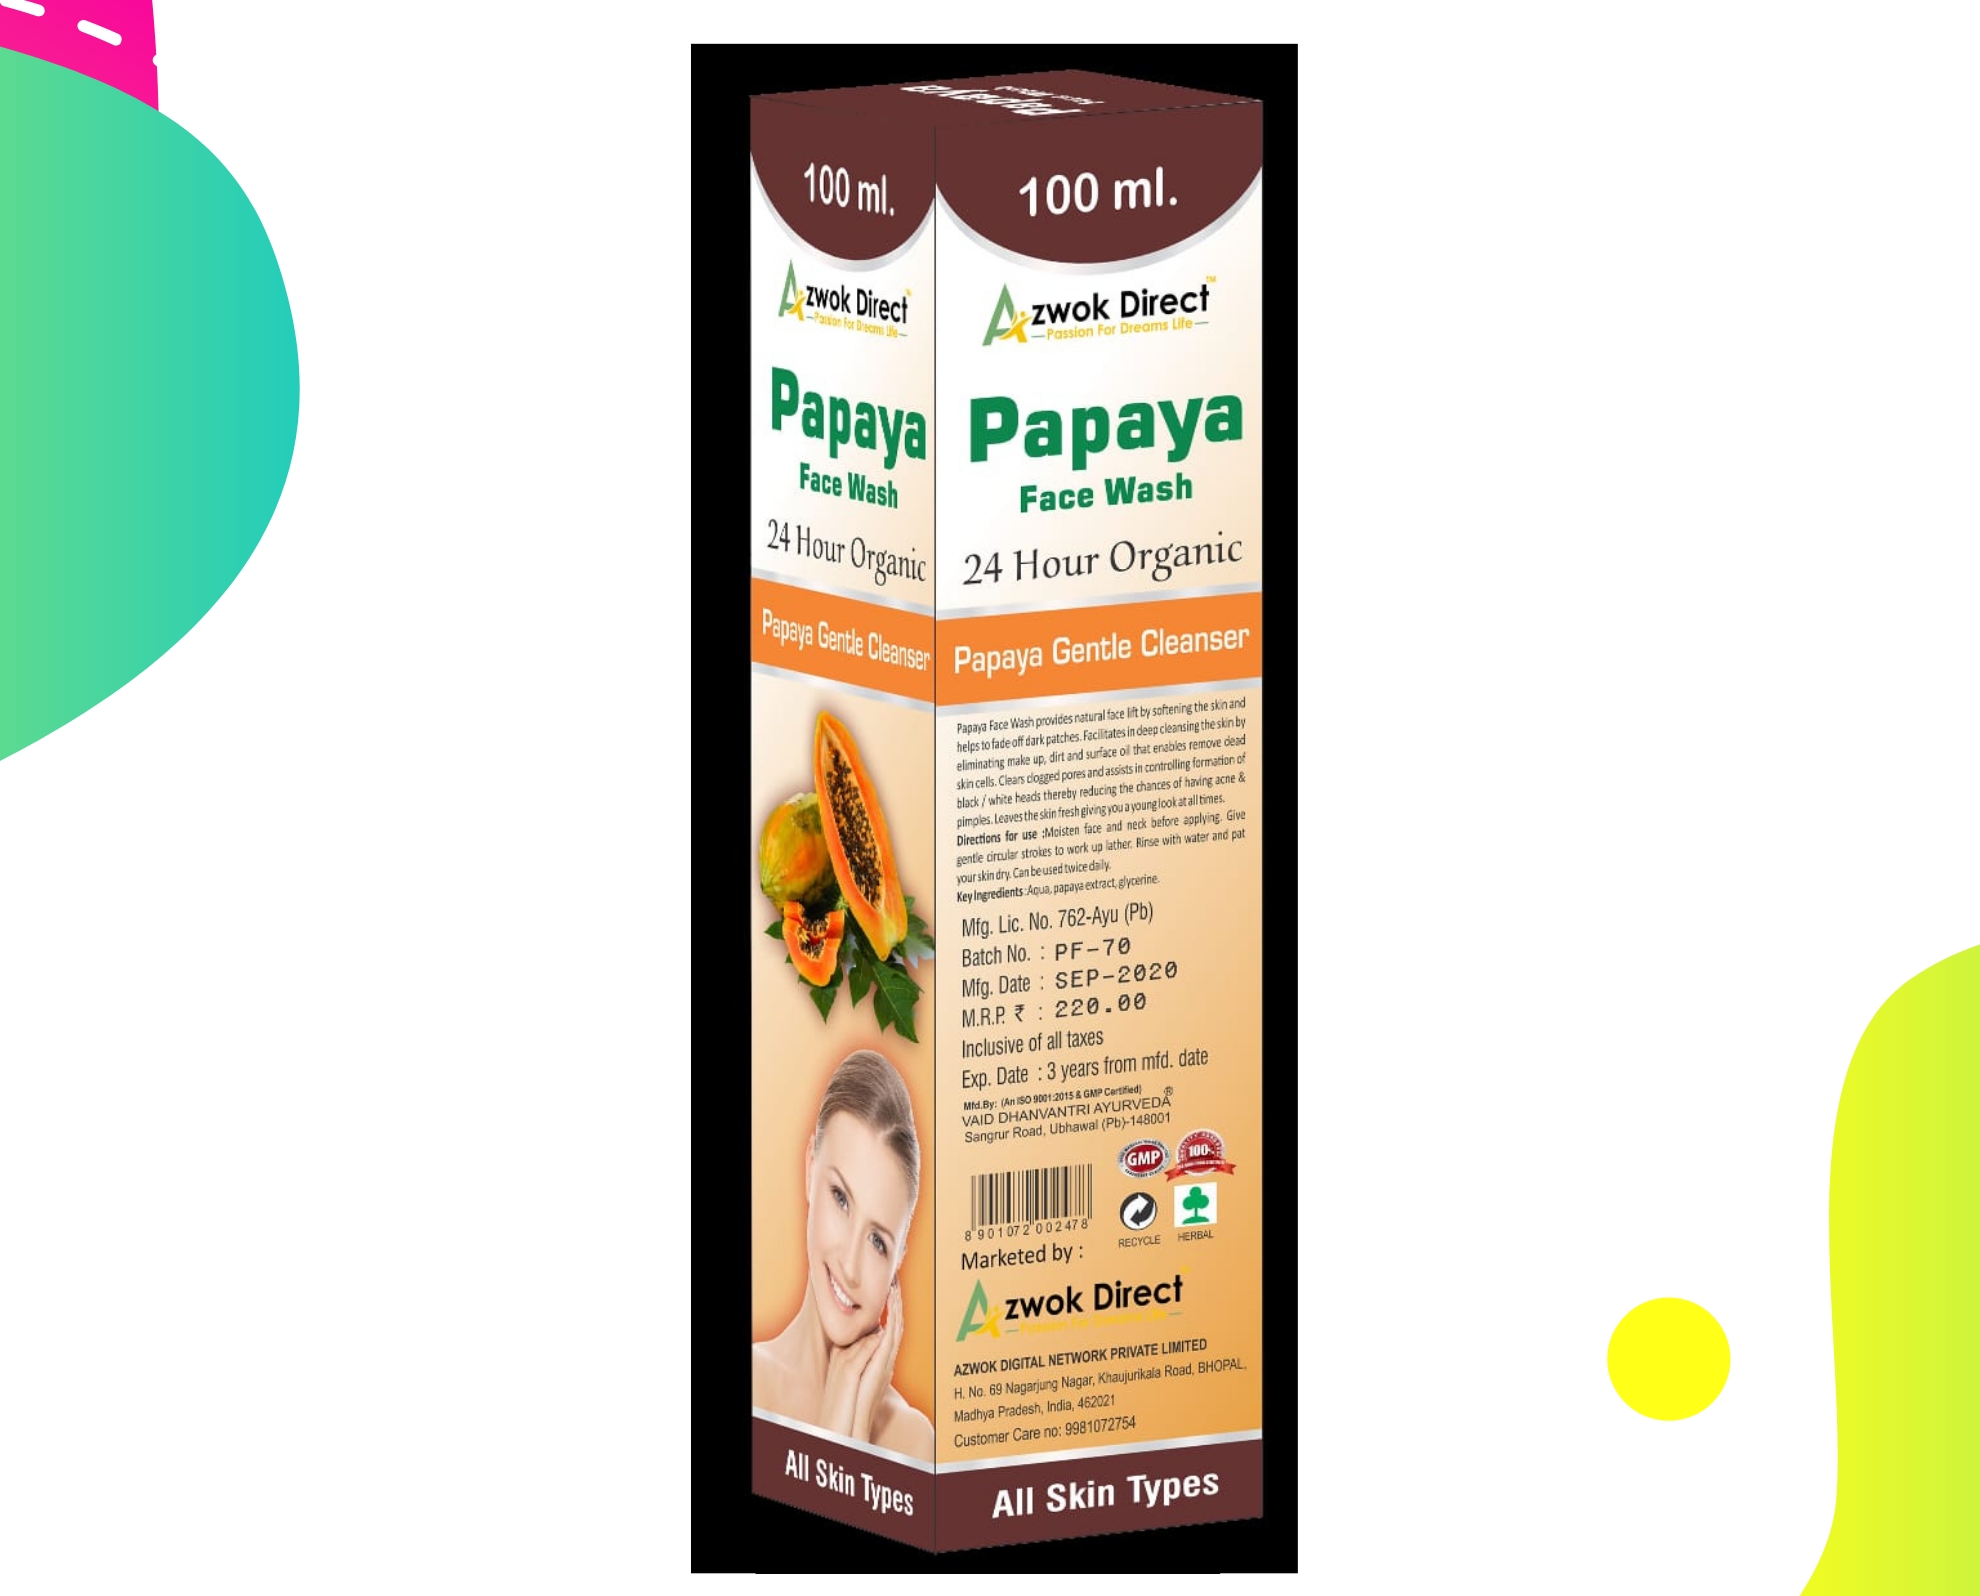 papaya
100 ml.
Azwok Direct
Passion For Dreams Life
Papaya
Face Wash
24 Hour Organic
Papaya Gentle Cleanser
All Skin Types
100 ml.
Azwok Direct™
Passion For Dreams Life
Papaya
Face Wash
24 Hour Organic
Papaya Gentle Cleanser
Papaya Face Wash provides natural face lift by softening the skin and
helps to fade off dark patches. Facilitates in deep cleansing the skin by
eliminating make up, dirt and surface oil that enables remove dead
skin cells. Clears clogged pores and assists in controlling formation of
black / white heads thereby reducing the chances of having acne &
pimples. Leaves the skin fresh giving you a young look at all times.
Directions for use :Moisten face and neck before applying. Give
gentle circular strokes to work up lather. Rinse with water and pat
your skin dry. Can be used twice daily.
Key Ingredients :Aqua, papaya extract, glycerine.
Mfg. Lic. No. 762-Ayu (Pb)
Batch No. : PF-70
Mfg. Date : SEP-2020
M.R.P. ₹ : 220.00
Inclusive of all taxes
Exp. Date : 3 years from mfd. date
Mfd.By: (An ISO 9001:2015 & GMP Certified)
VAID DHANVANTRI AYURVEDA®
Sangrur Road, Ubhawal (Pb)-148001
GMP
100%
8 901072 002478
RECYCLE
HERBAL
Marketed by :
Azwok Direct
Passion For Dreams Life
AZWOK DIGITAL NETWORK PRIVATE LIMITED
H. No. 69 Nagarjung Nagar, Khaujurikala Road, BHOPAL,
Madhya Pradesh, India, 462021
Customer Care no: 9981072754
All Skin Types